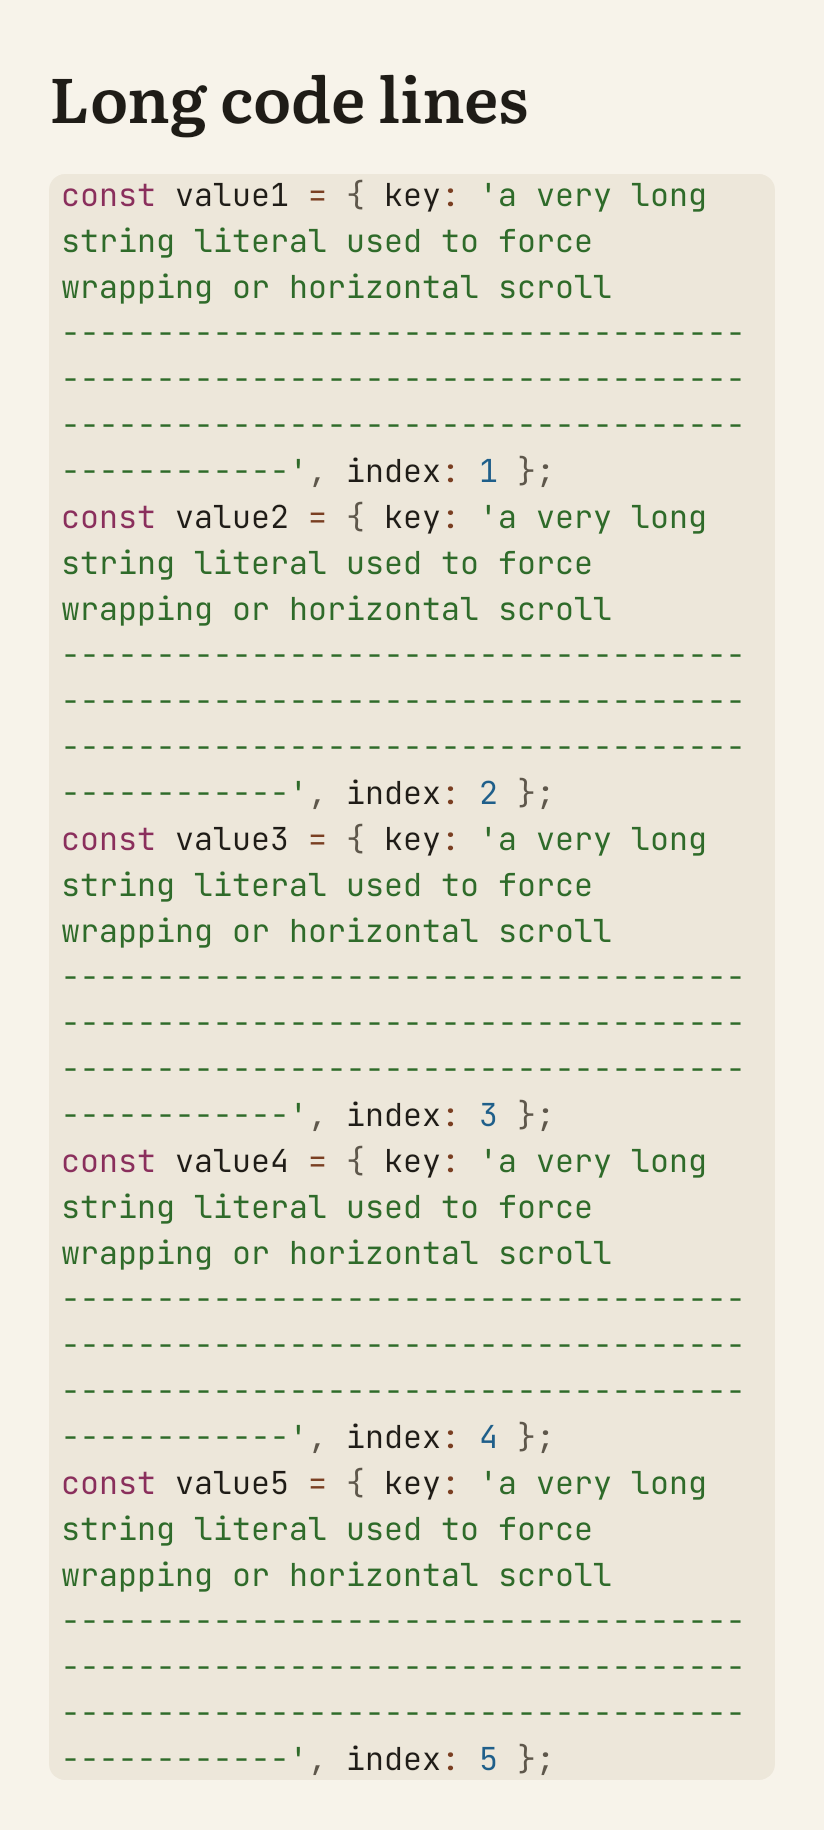 Long code lines
const value1 = { key: 'a very long
string literal used to force
wrapping or horizontal scroll
------------------------------------
------------------------------------
------------------------------------
------------', index: 1 };
const value2 = { key: 'a very long
string literal used to force
wrapping or horizontal scroll
------------------------------------
------------------------------------
------------------------------------
------------', index: 2 };
const value3 = { key: 'a very long
string literal used to force
wrapping or horizontal scroll
------------------------------------
------------------------------------
------------------------------------
------------', index: 3 };
const value4 = { key: 'a very long
string literal used to force
wrapping or horizontal scroll
------------------------------------
------------------------------------
------------------------------------
------------', index: 4 };
const value5 = { key: 'a very long
string literal used to force
wrapping or horizontal scroll
------------------------------------
------------------------------------
------------------------------------
------------', index: 5 };